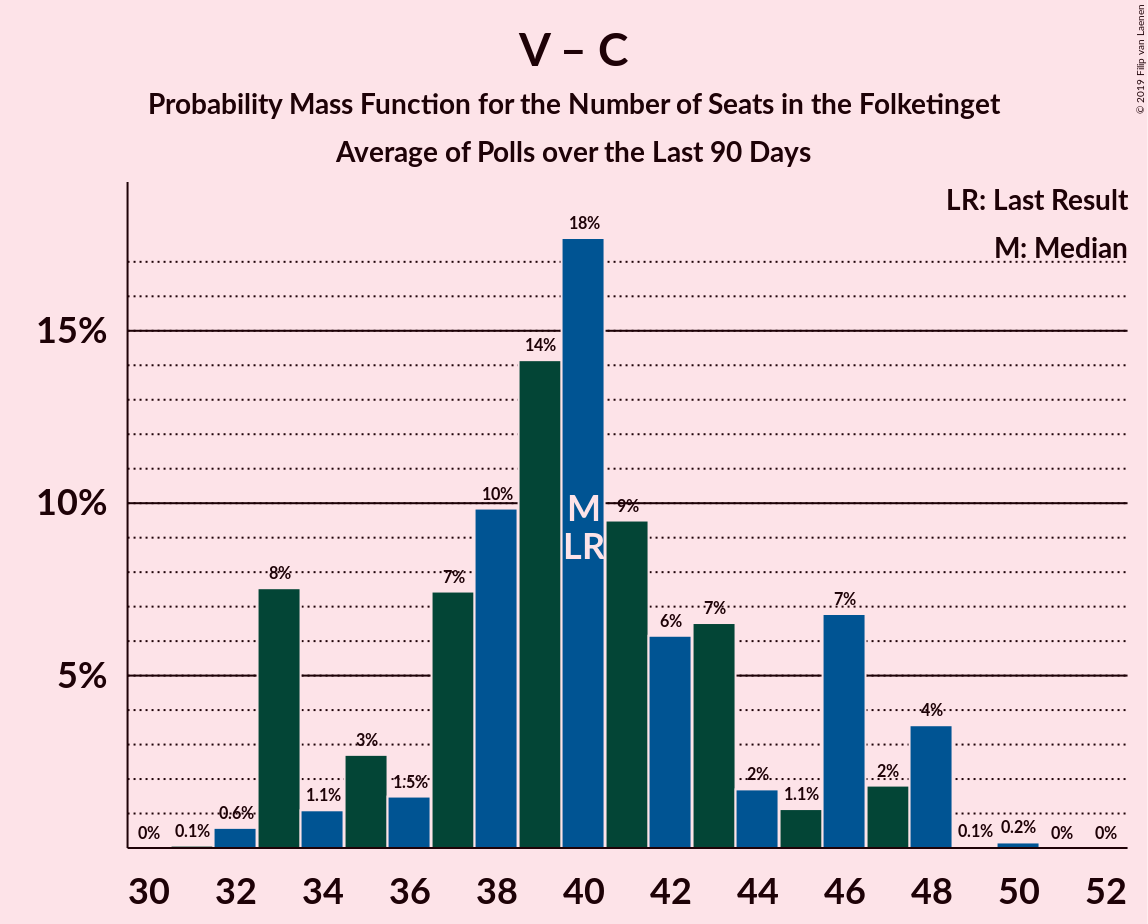 V – C
Probability Mass Function for the Number of Seats in the Folketinget
Average of Polls over the Last 90 Days
© 2019 Filip van Laenen
LR: Last Result
M: Median
18%
15%
14%
10%
10%
9%
M
LR
8%
7%
7%
7%
6%
5%
4%
3%
2%
2%
1.5%
1.1%
1.1%
0.6%
0%
0.1%
0.1%
0.2%
0%
0%
30 32 34 36 38 40 42 44 46 48 50 52